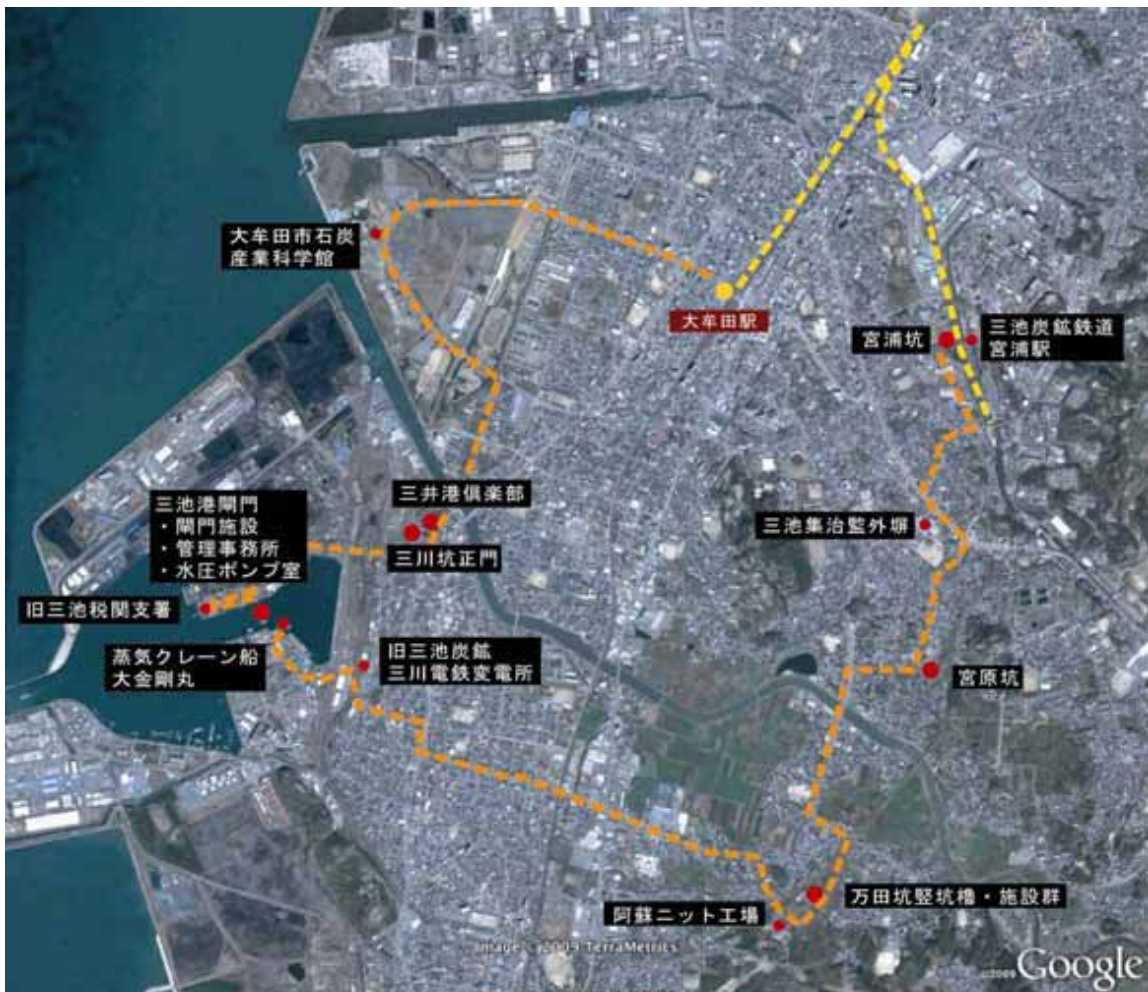 大牟田市石炭
産業科学館
大牟田駅
宮浦坑
三池炭鉱鉄道
宮浦駅
三池港閘門
・閘門施設
・管理事務所
・水圧ポンプ室
三井港倶楽部
三川坑正門
三池集治監外塀
旧三池税関支署
蒸気クレーン船
大金剛丸
旧三池炭鉱
三川電鉄変電所
宮原坑
万田坑竪坑櫓・施設群
阿蘇ニット工場
Image © 2009 TerraMetrics
©2009 Google